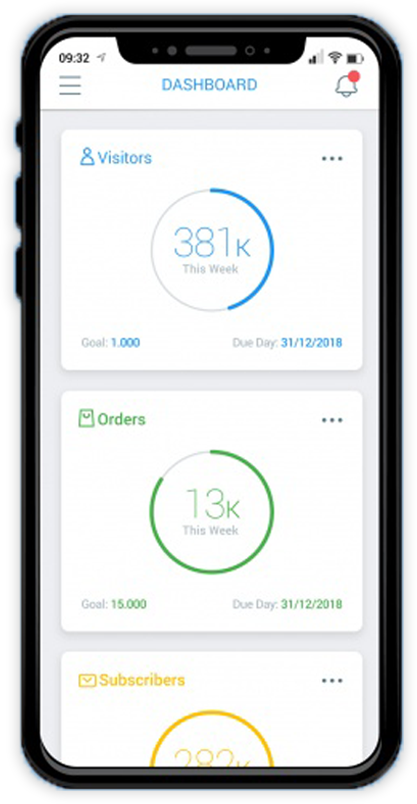 09:32
DASHBOARD
Visitors
381K
This Week
Goal: 1.000 Due Day: 31/12/2018
Orders
13K
This Week
Goal: 15.000 Due Day: 31/12/2018
Subscribers
282K